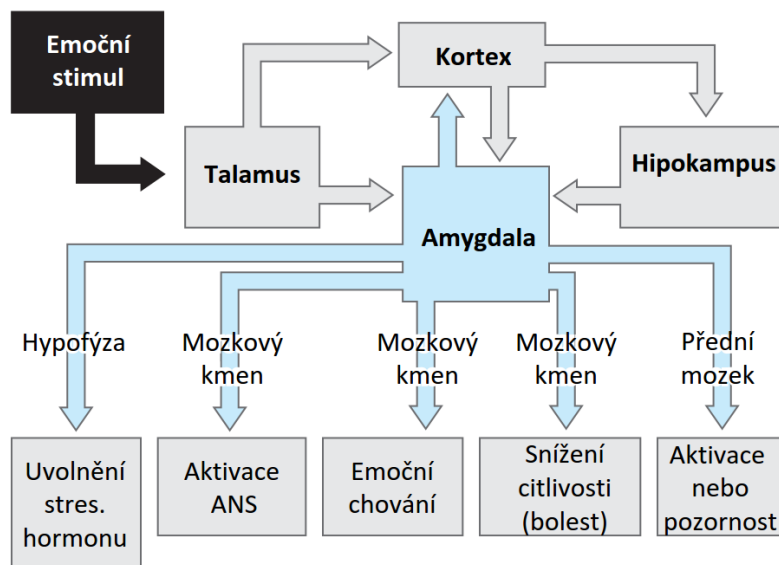 Emoční
stimul
Kortex
Talamus
Hipokampus
Amygdala
Hypofýza
Mozkový
kmen
Mozkový
kmen
Mozkový
kmen
Přední
mozek
Uvolnění
stres.
hormonu
Aktivace
ANS
Emoční
chování
Snížení
citlivosti
(bolest)
Aktivace
nebo
pozornost